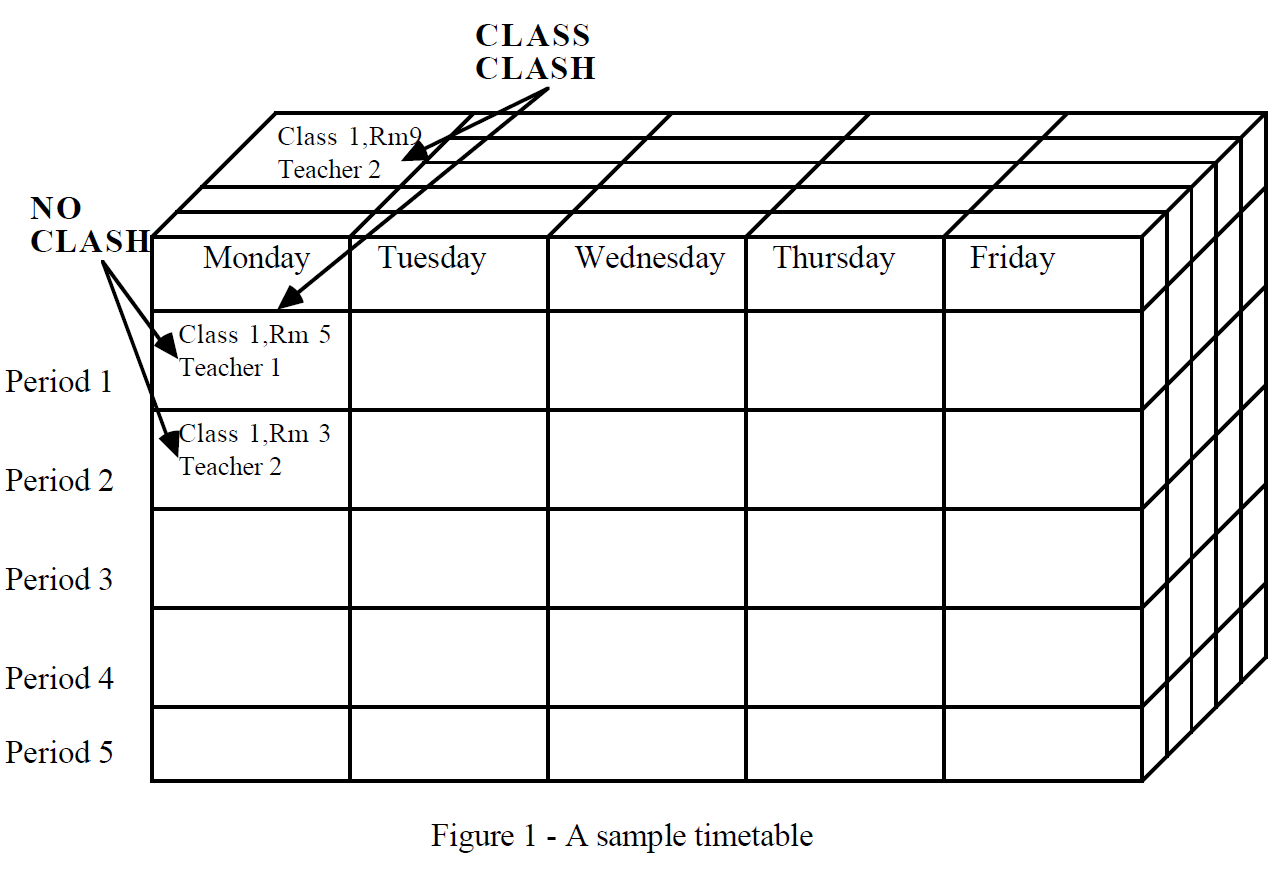 CLASS
CLASH
Class 1,Rm9
Teacher 2
NO
CLASH
Monday Tuesday Wednesday Thursday Friday
Class 1,Rm 5
Teacher 1
Period 1
Class 1,Rm 3
Teacher 2
Period 2
Period 3
Period 4
Period 5
Figure 1 - A sample timetable